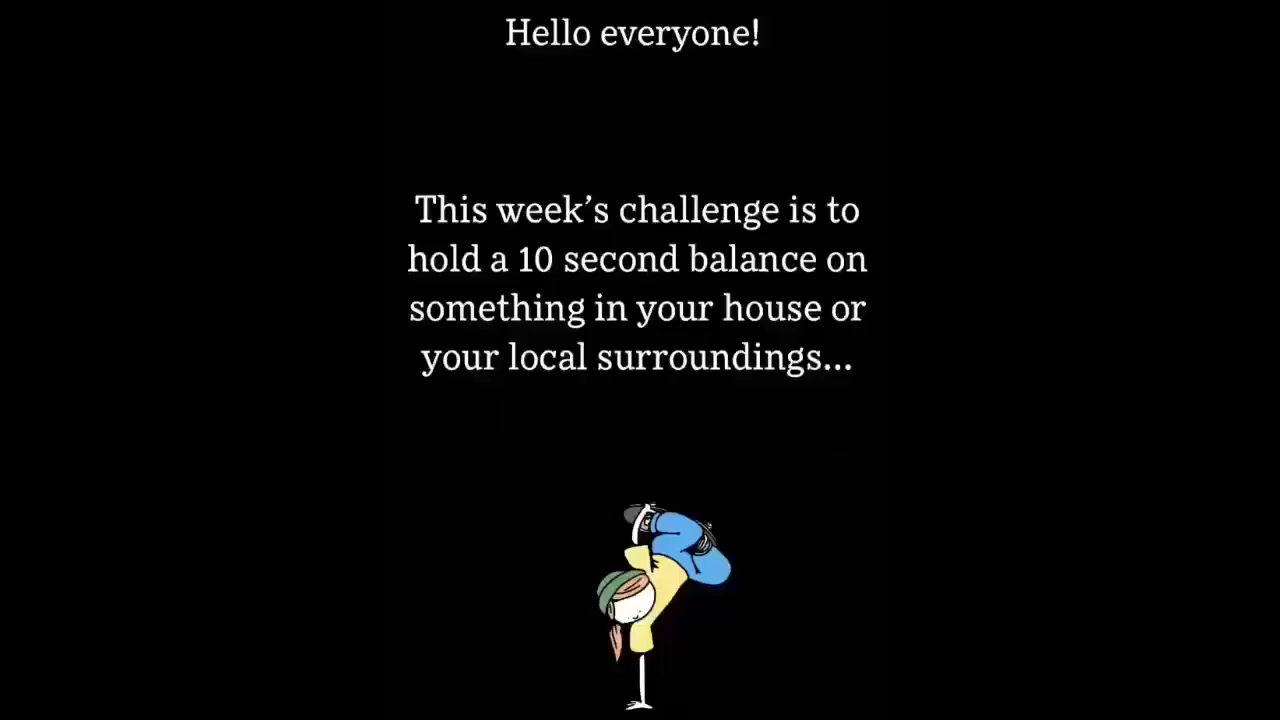 Hello everyone!
This week’s challenge is to
hold a 10 second balance on
something in your house or
your local surroundings...